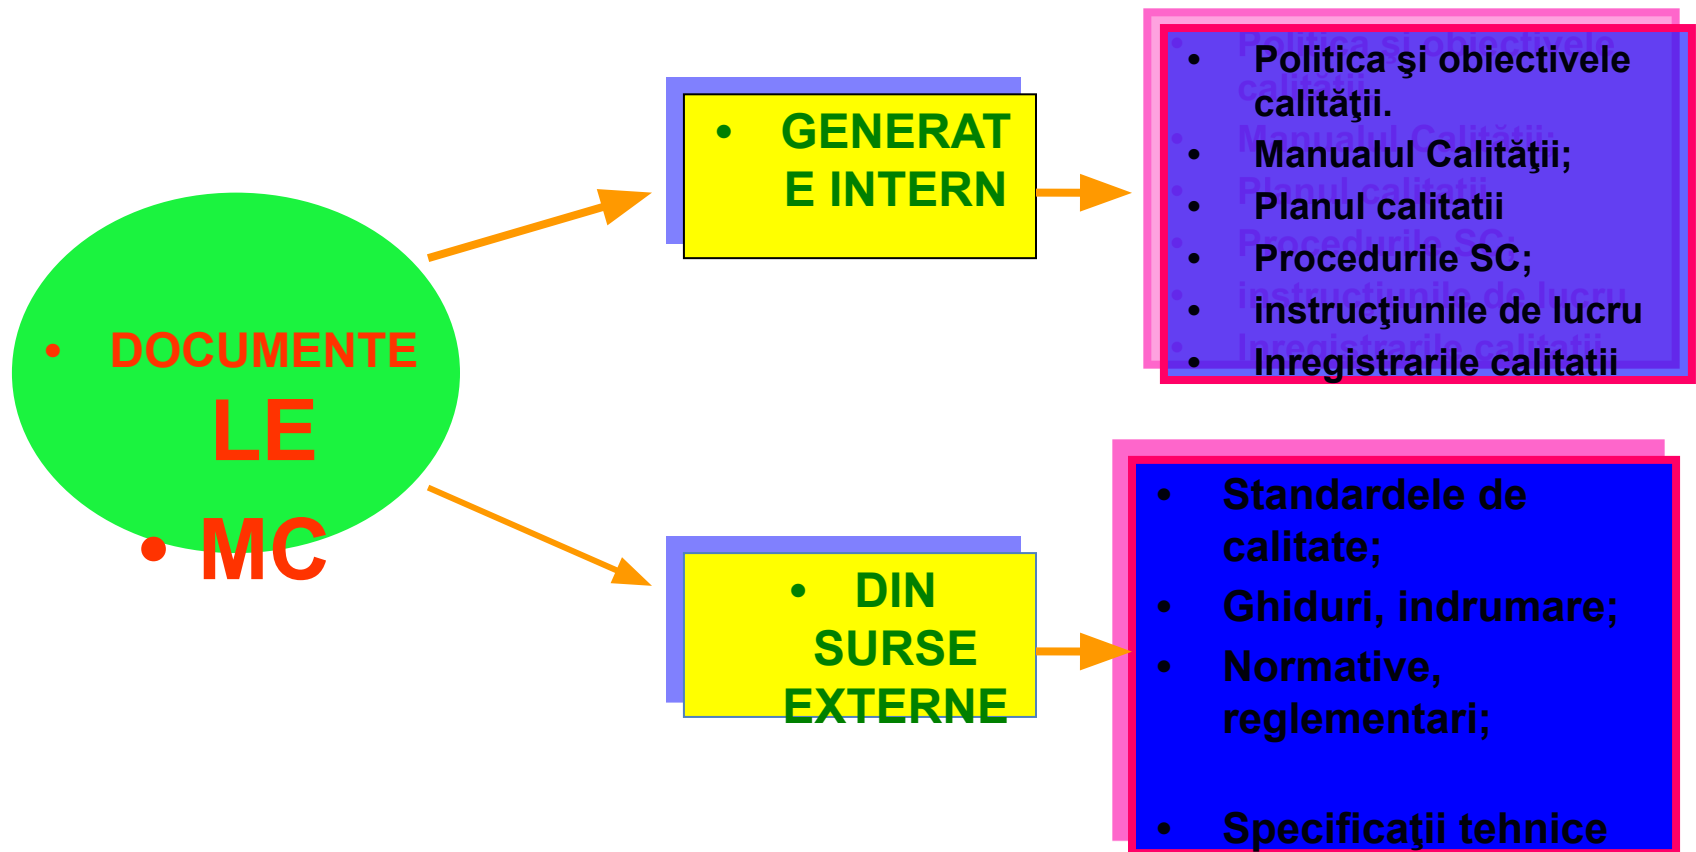 • DOCUMENTE
LE
• MC
• GENERAT
E INTERN
• Politica şi obiectivele
calităţii.
• Manualul Calităţii;
• Planul calitatii
• Procedurile SC;
• instrucţiunile de lucru
• Inregistrarile calitatii
• DIN
SURSE
EXTERNE
• Standardele de
calitate;
• Ghiduri, indrumare;
• Normative,
reglementari;
• Specificaţii tehnice